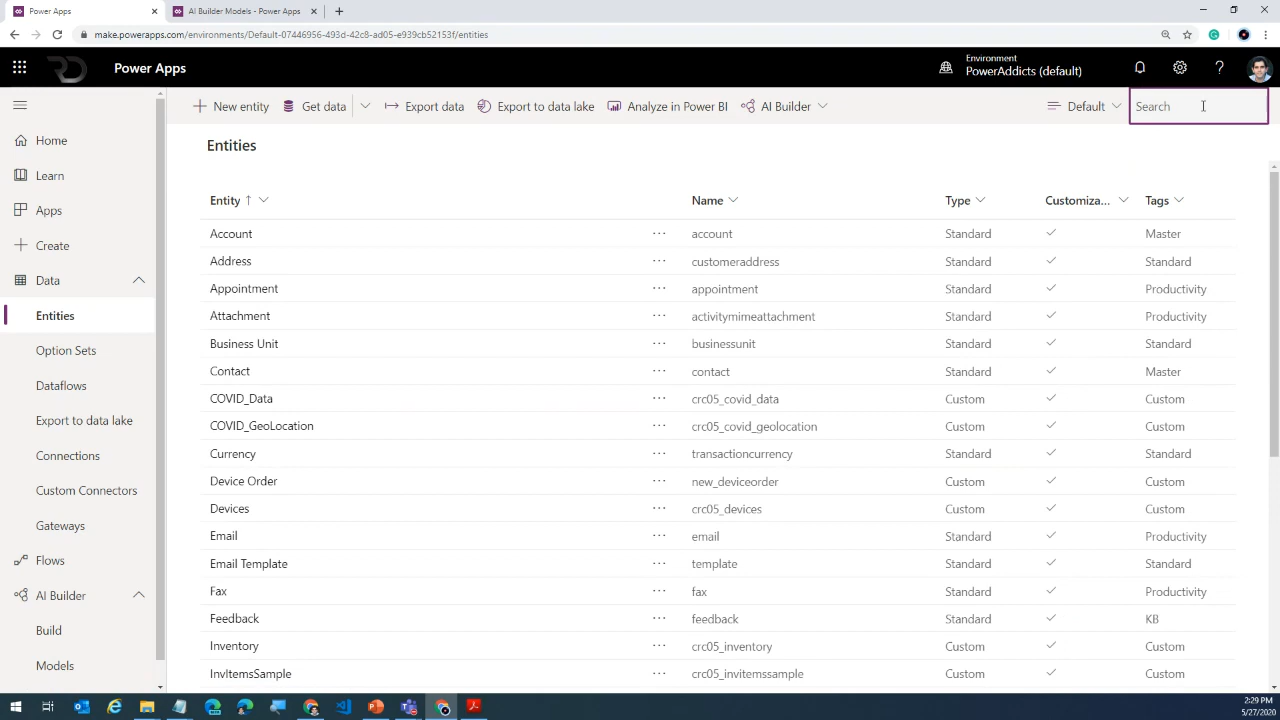 Power Apps
AI Builder Models - Power Apps
make.powerapps.com/environments/Default-07446956-493d-42c8-ad05-e939cb52153f/entities
Power Apps
Environment
PowerAddicts (default)
New entity
Get data
Export data
Export to data lake
Analyze in Power BI
AI Builder
Default
Search
Home
Learn
Apps
Create
Data
Entities
Option Sets
Dataflows
Export to data lake
Connections
Custom Connectors
Gateways
Flows
AI Builder
Build
Models
Entities
Entity ↑ Name Type Customiza... Tags
Account ··· account Standard ✓ Master
Address ··· customeraddress Standard ✓ Standard
Appointment ··· appointment Standard ✓ Productivity
Attachment ··· activitymimeattachment Standard ✓ Productivity
Business Unit ··· businessunit Standard ✓ Standard
Contact ··· contact Standard ✓ Master
COVID_Data ··· crc05_covid_data Custom ✓ Custom
COVID_GeoLocation ··· crc05_covid_geolocation Custom ✓ Custom
Currency ··· transactioncurrency Standard ✓ Standard
Device Order ··· new_deviceorder Custom ✓ Custom
Devices ··· crc05_devices Custom ✓ Custom
Email ··· email Standard ✓ Productivity
Email Template ··· template Standard ✓ Standard
Fax ··· fax Standard ✓ Productivity
Feedback ··· feedback Standard ✓ KB
Inventory ··· crc05_inventory Custom ✓ Custom
InvItemsSample ··· crc05_invitemssample Custom ✓ Custom
2:29 PM
5/27/2020